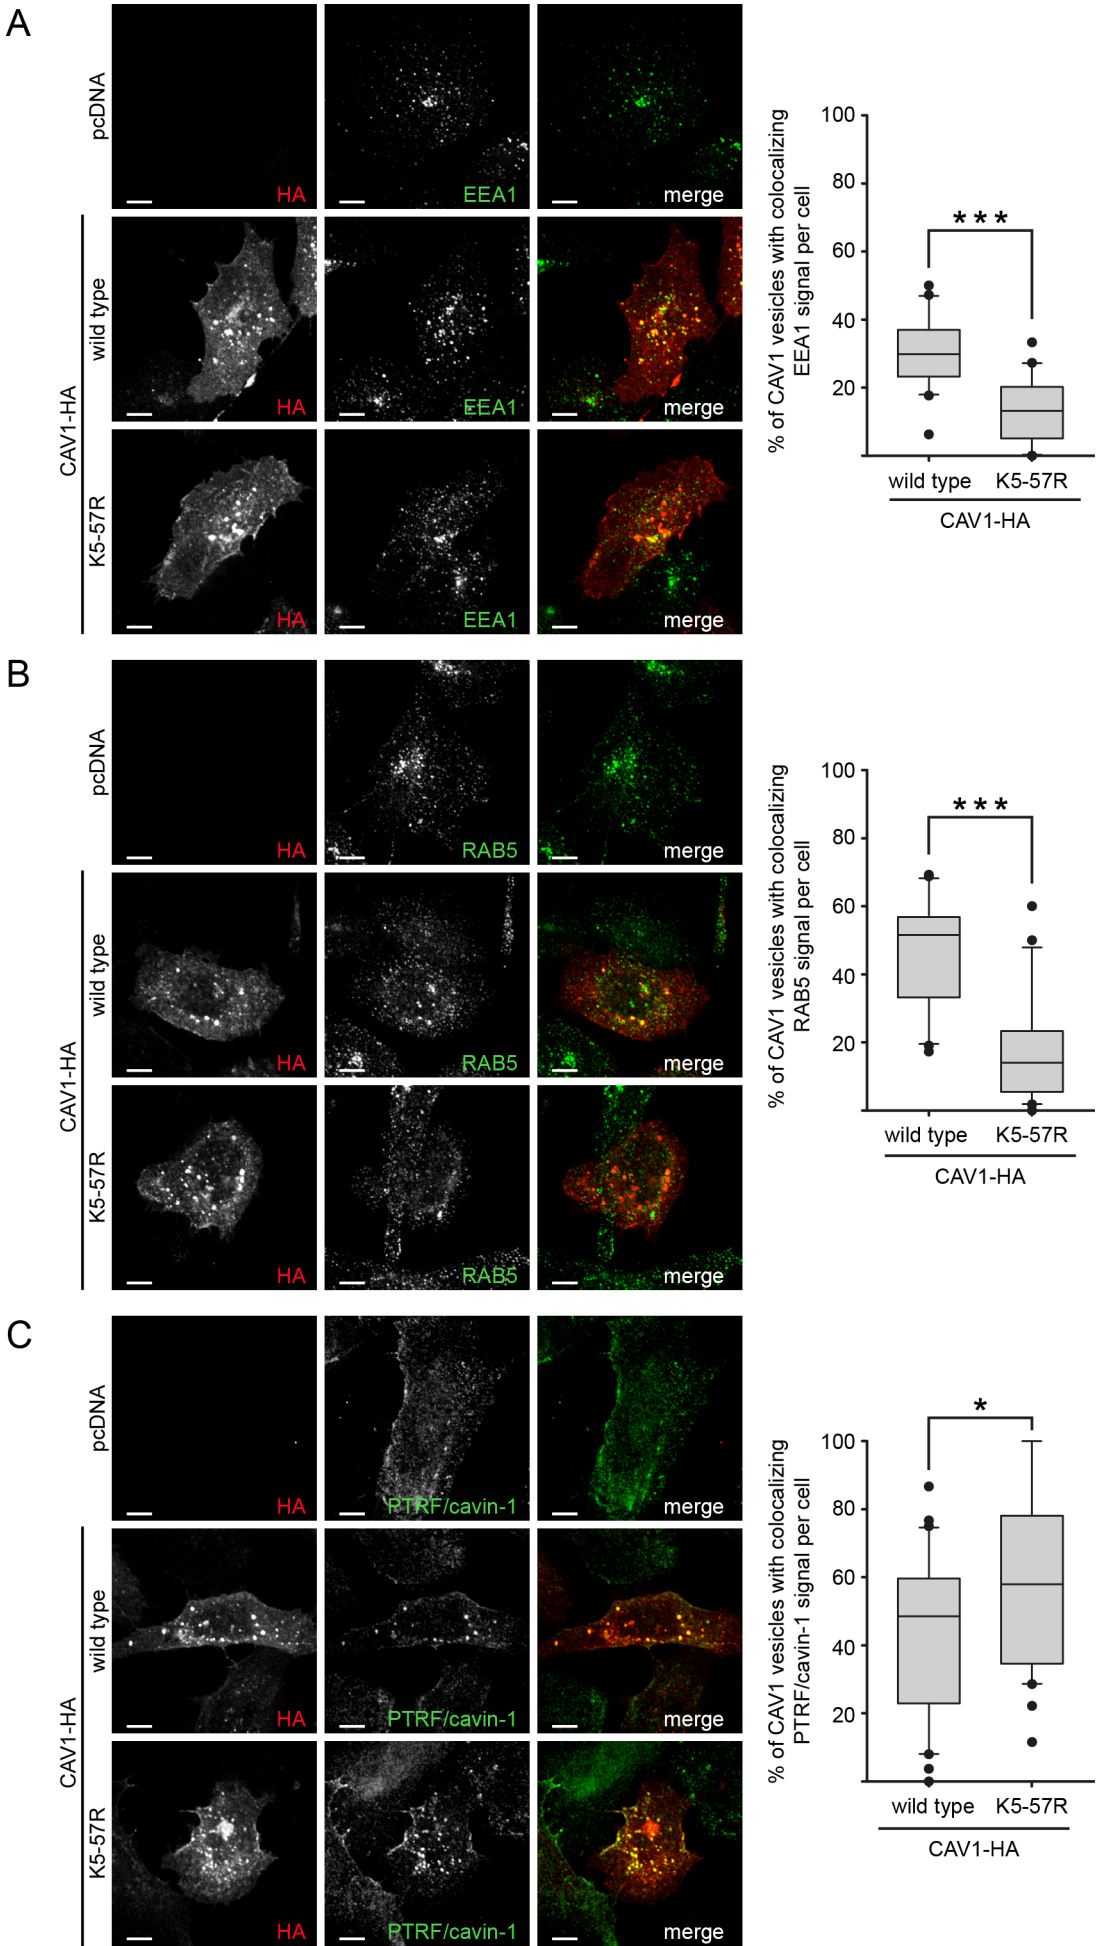 A
pcDNA
HA
EEA1
merge
CAV1-HA
wild type
HA
EEA1
merge
K5-57R
HA
EEA1
merge
% of CAV1 vesicles with colocalizing
EEA1 signal per cell
100
80
60
40
20
***
wild type K5-57R
CAV1-HA
B
pcDNA
HA
RAB5
merge
CAV1-HA
wild type
HA
RAB5
merge
K5-57R
HA
RAB5
merge
% of CAV1 vesicles with colocalizing
RAB5 signal per cell
100
80
60
40
20
***
wild type K5-57R
CAV1-HA
C
pcDNA
HA
PTRF/cavin-1
merge
CAV1-HA
wild type
HA
PTRF/cavin-1
merge
K5-57R
HA
PTRF/cavin-1
merge
% of CAV1 vesicles with colocalizing
PTRF/cavin-1 signal per cell
100
80
60
40
20
*
wild type K5-57R
CAV1-HA